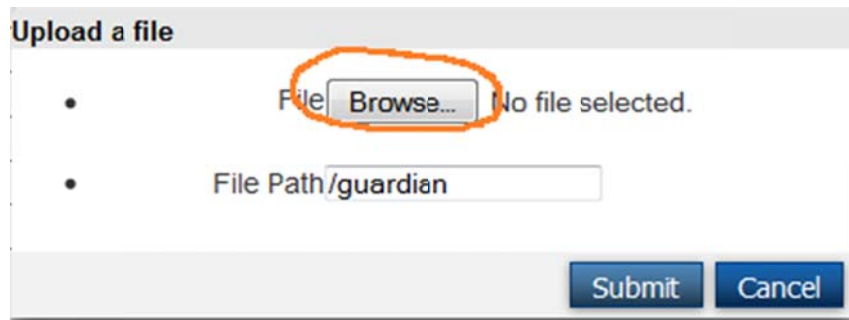 Upload a file
File Browse... No file selected.
File Path /guardian
Submit Cancel